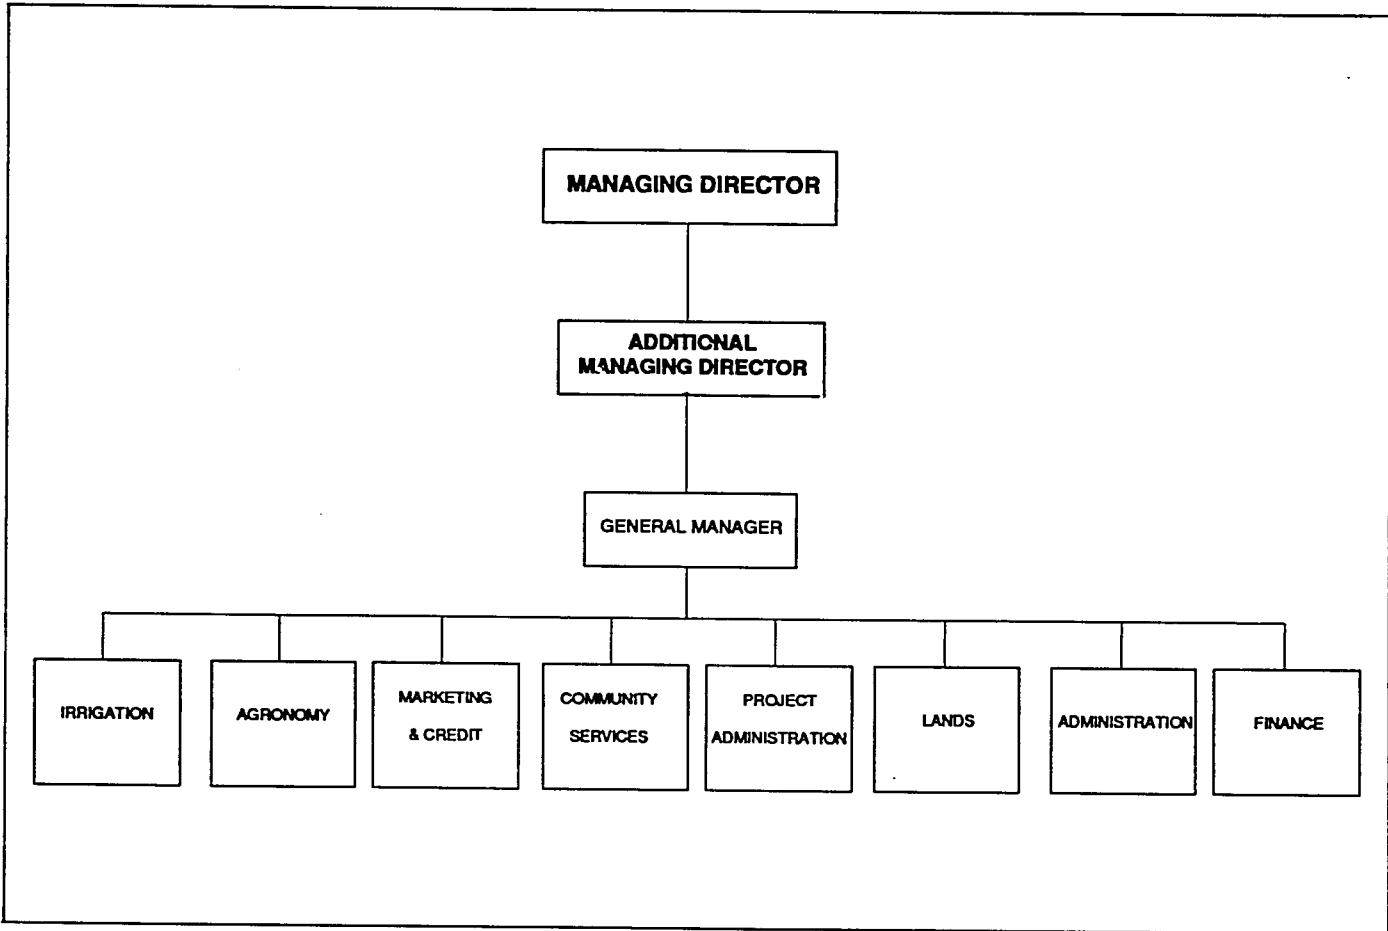 MANAGING DIRECTOR
ADDITIONAL
MANAGING DIRECTOR
GENERAL MANAGER
IRRIGATION
AGRONOMY
MARKETING
& CREDIT
COMMUNITY
SERVICES
PROJECT
ADMINISTRATION
LANDS
ADMINISTRATION
FINANCE